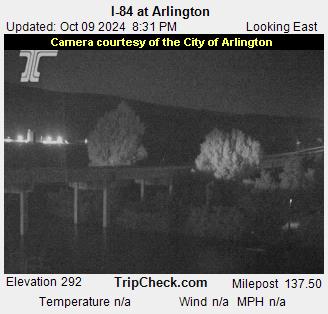 I-84 at Arlington
Updated: Oct 09 2024 8:31 PM Looking East
Camera courtesy of the City of Arlington
Elevation 292 TripCheck.com Milepost 137.50
Temperature n/a Wind n/a MPH n/a